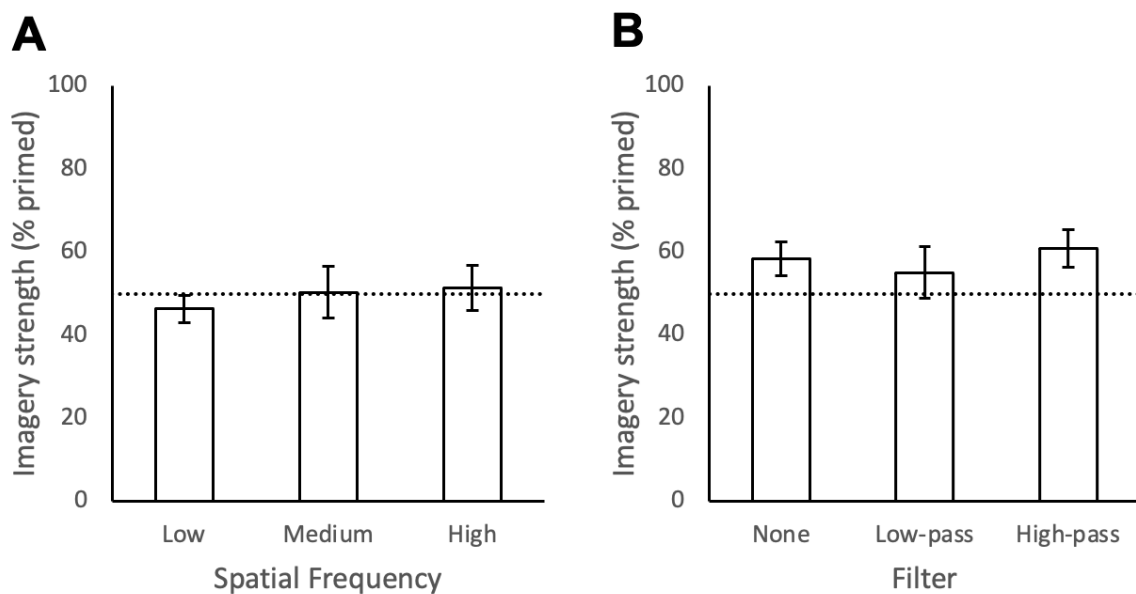 A
Imagery strength (% primed)
100
80
60
40
20
0
Low Medium High
Spatial Frequency
B
Imagery strength (% primed)
100
80
60
40
20
0
None Low-pass High-pass
Filter